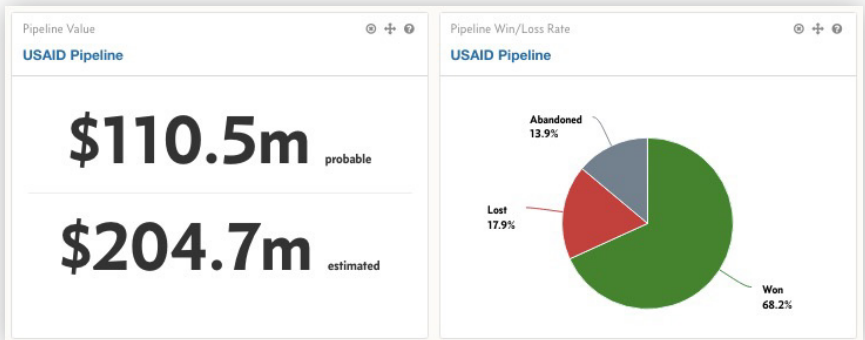 Pipeline Value
USAID Pipeline
$110.5m probable
$204.7m estimated
Pipeline Win/Loss Rate
USAID Pipeline
Abandoned
13.9%
Lost
17.9%
Won
68.2%